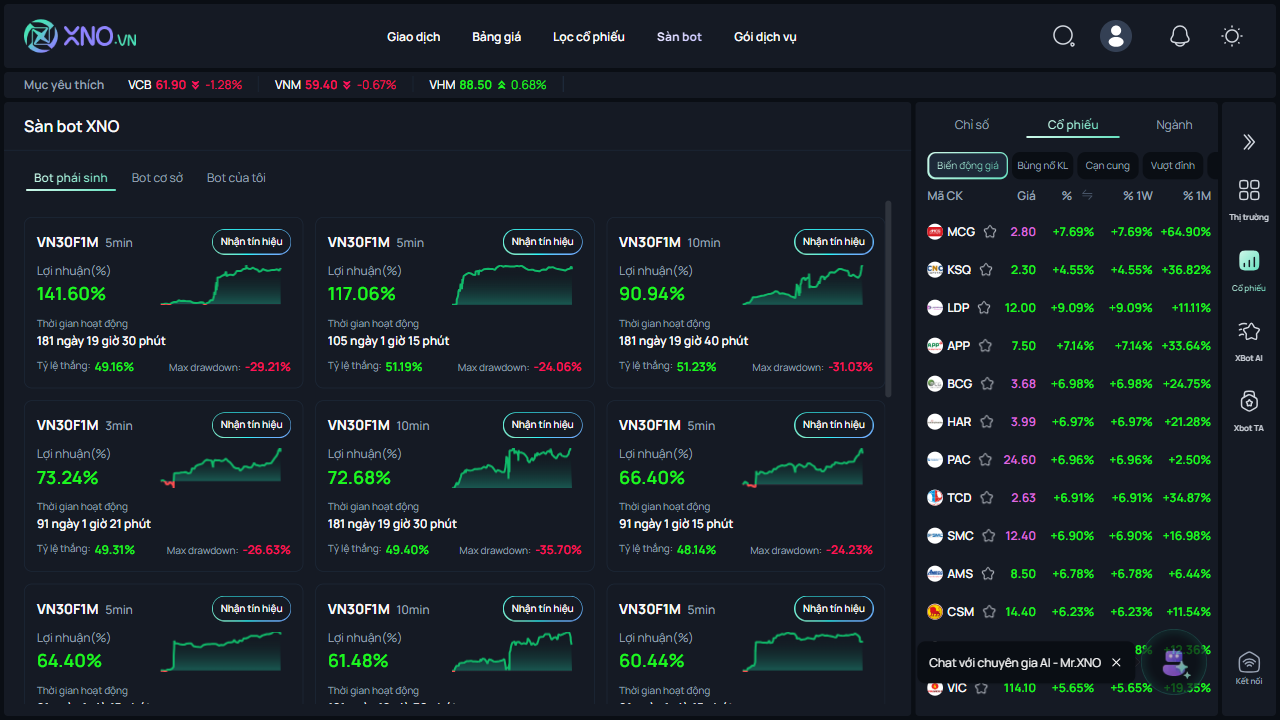 XNO.VN
Giao dịch Bảng giá Lọc cổ phiếu Sàn bot Gói dịch vụ
Mục yêu thích VCB 61.90 -1.28% VNM 59.40 -0.67% VHM 88.50 0.68%
Sàn bot XNO
Bot phái sinh Bot cơ sở Bot của tôi
VN30F1M 5min Nhận tín hiệu
Lợi nhuận(%)
141.60%
Thời gian hoạt động
181 ngày 19 giờ 30 phút
Tỷ lệ thắng: 49.16% Max drawdown: -29.21%
VN30F1M 5min Nhận tín hiệu
Lợi nhuận(%)
117.06%
Thời gian hoạt động
105 ngày 1 giờ 15 phút
Tỷ lệ thắng: 51.19% Max drawdown: -24.06%
VN30F1M 10min Nhận tín hiệu
Lợi nhuận(%)
90.94%
Thời gian hoạt động
181 ngày 19 giờ 40 phút
Tỷ lệ thắng: 51.23% Max drawdown: -31.03%
VN30F1M 3min Nhận tín hiệu
Lợi nhuận(%)
73.24%
Thời gian hoạt động
91 ngày 1 giờ 21 phút
Tỷ lệ thắng: 49.31% Max drawdown: -26.63%
VN30F1M 10min Nhận tín hiệu
Lợi nhuận(%)
72.68%
Thời gian hoạt động
181 ngày 19 giờ 30 phút
Tỷ lệ thắng: 49.40% Max drawdown: -35.70%
VN30F1M 5min Nhận tín hiệu
Lợi nhuận(%)
66.40%
Thời gian hoạt động
91 ngày 1 giờ 15 phút
Tỷ lệ thắng: 48.14% Max drawdown: -24.23%
VN30F1M 5min Nhận tín hiệu
Lợi nhuận(%)
64.40%
Thời gian hoạt động
VN30F1M 10min Nhận tín hiệu
Lợi nhuận(%)
61.48%
Thời gian hoạt động
VN30F1M 5min Nhận tín hiệu
Lợi nhuận(%)
60.44%
Thời gian hoạt động
Chỉ số Cổ phiếu Ngành
Biến động giá Bùng nổ KL Cạn cung Vượt đỉnh
Mã CK Giá % % 1W % 1M
MCG 2.80 +7.69% +7.69% +64.90%
KSQ 2.30 +4.55% +4.55% +36.82%
LDP 12.00 +9.09% +9.09% +11.11%
APP 7.50 +7.14% +7.14% +33.64%
BCG 3.68 +6.98% +6.98% +24.75%
HAR 3.99 +6.97% +6.97% +21.28%
PAC 24.60 +6.96% +6.96% +2.50%
TCD 2.63 +6.91% +6.91% +34.87%
SMC 12.40 +6.90% +6.90% +16.98%
AMS 8.50 +6.78% +6.78% +6.44%
CSM 14.40 +6.23% +6.23% +11.54%
Chat với chuyên gia AI - Mr.XNO
VIC 114.10 +5.65% +5.65% +19.35%
Thị trường
Cổ phiếu
XBot AI
Xbot TA
Kết nối